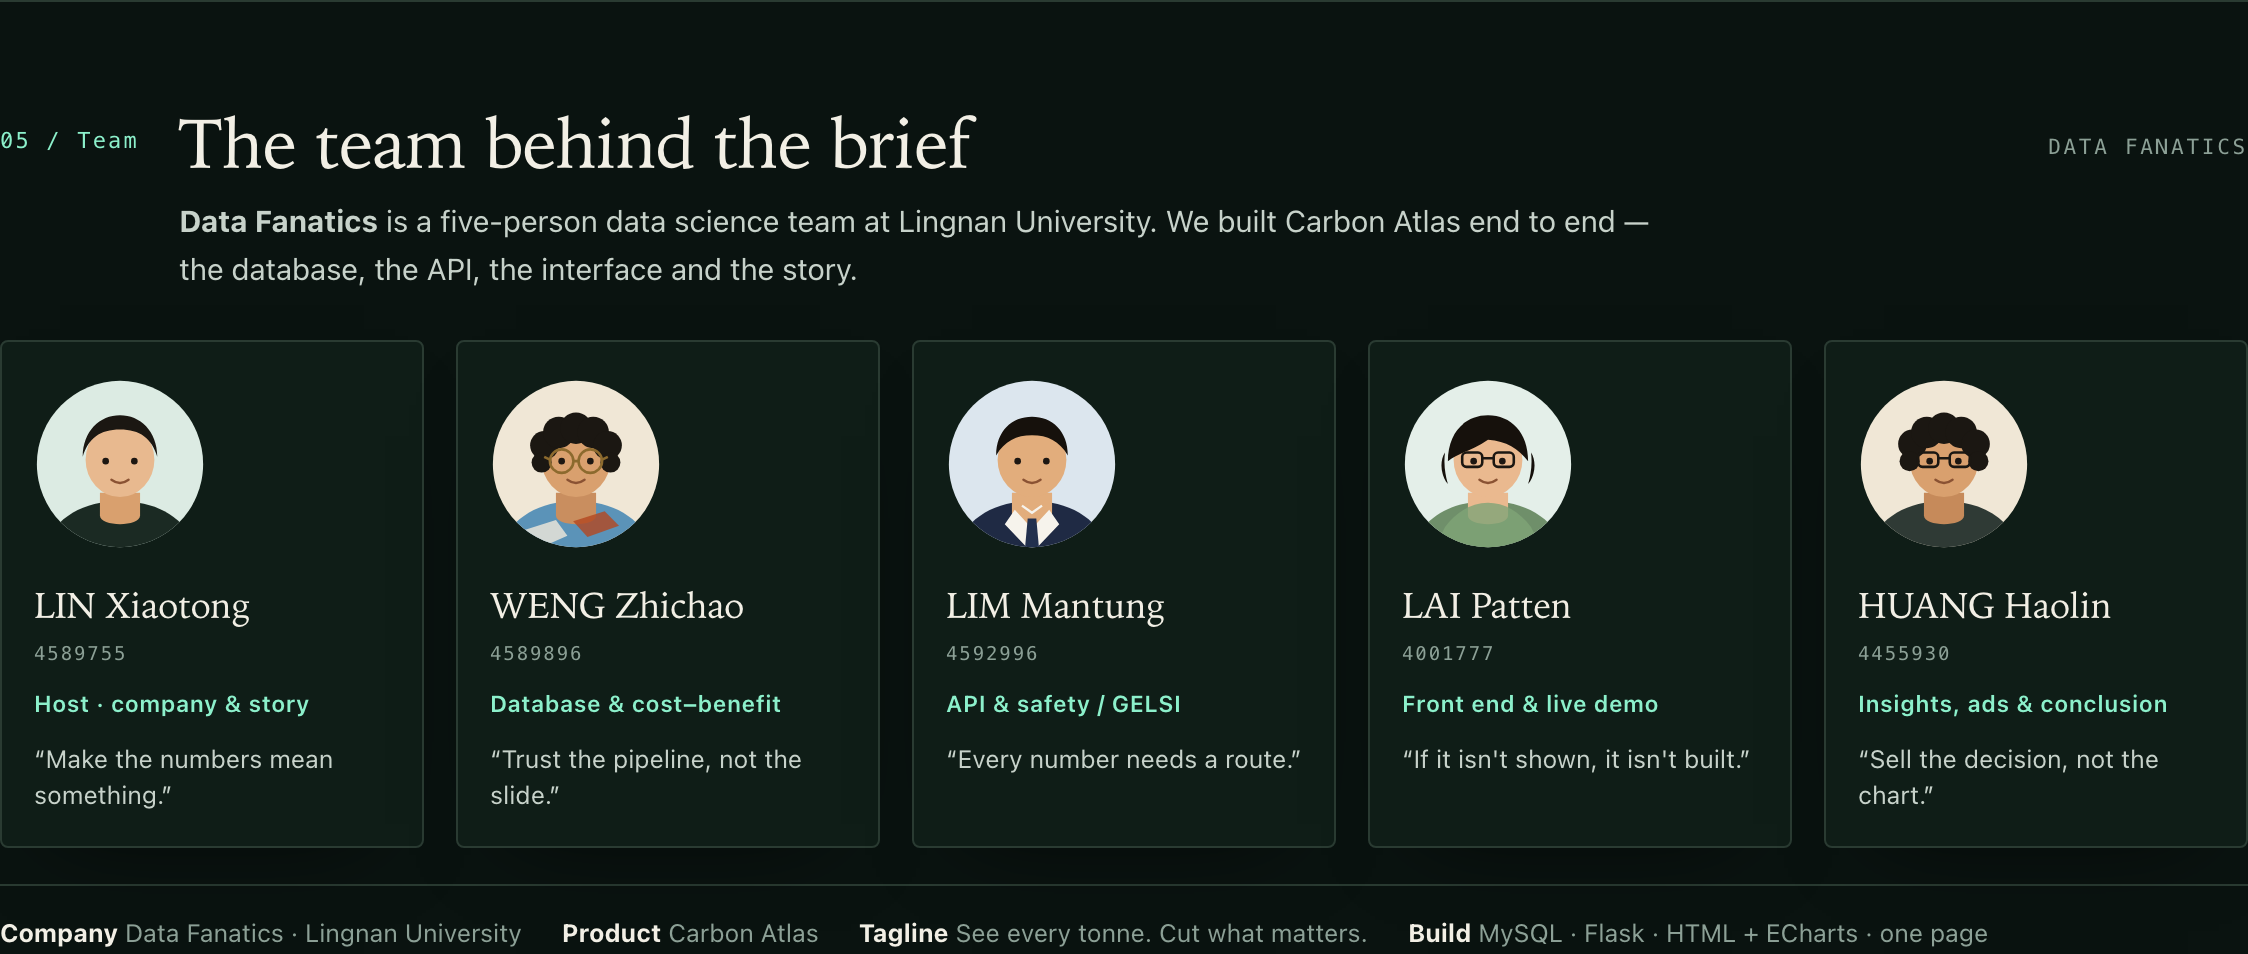 05 / Team
The team behind the brief
DATA FANATICS
Data Fanatics is a five-person data science team at Lingnan University. We built Carbon Atlas end to end —
the database, the API, the interface and the story.
LIN Xiaotong
4589755
Host · company & story
“Make the numbers mean
something.”
WENG Zhichao
4589896
Database & cost–benefit
“Trust the pipeline, not the
slide.”
LIM Mantung
4592996
API & safety / GELSI
“Every number needs a route.”
LAI Patten
4001777
Front end & live demo
“If it isn't shown, it isn't built.”
HUANG Haolin
4455930
Insights, ads & conclusion
“Sell the decision, not the
chart.”
Company Data Fanatics · Lingnan University Product Carbon Atlas Tagline See every tonne. Cut what matters. Build MySQL · Flask · HTML + ECharts · one page